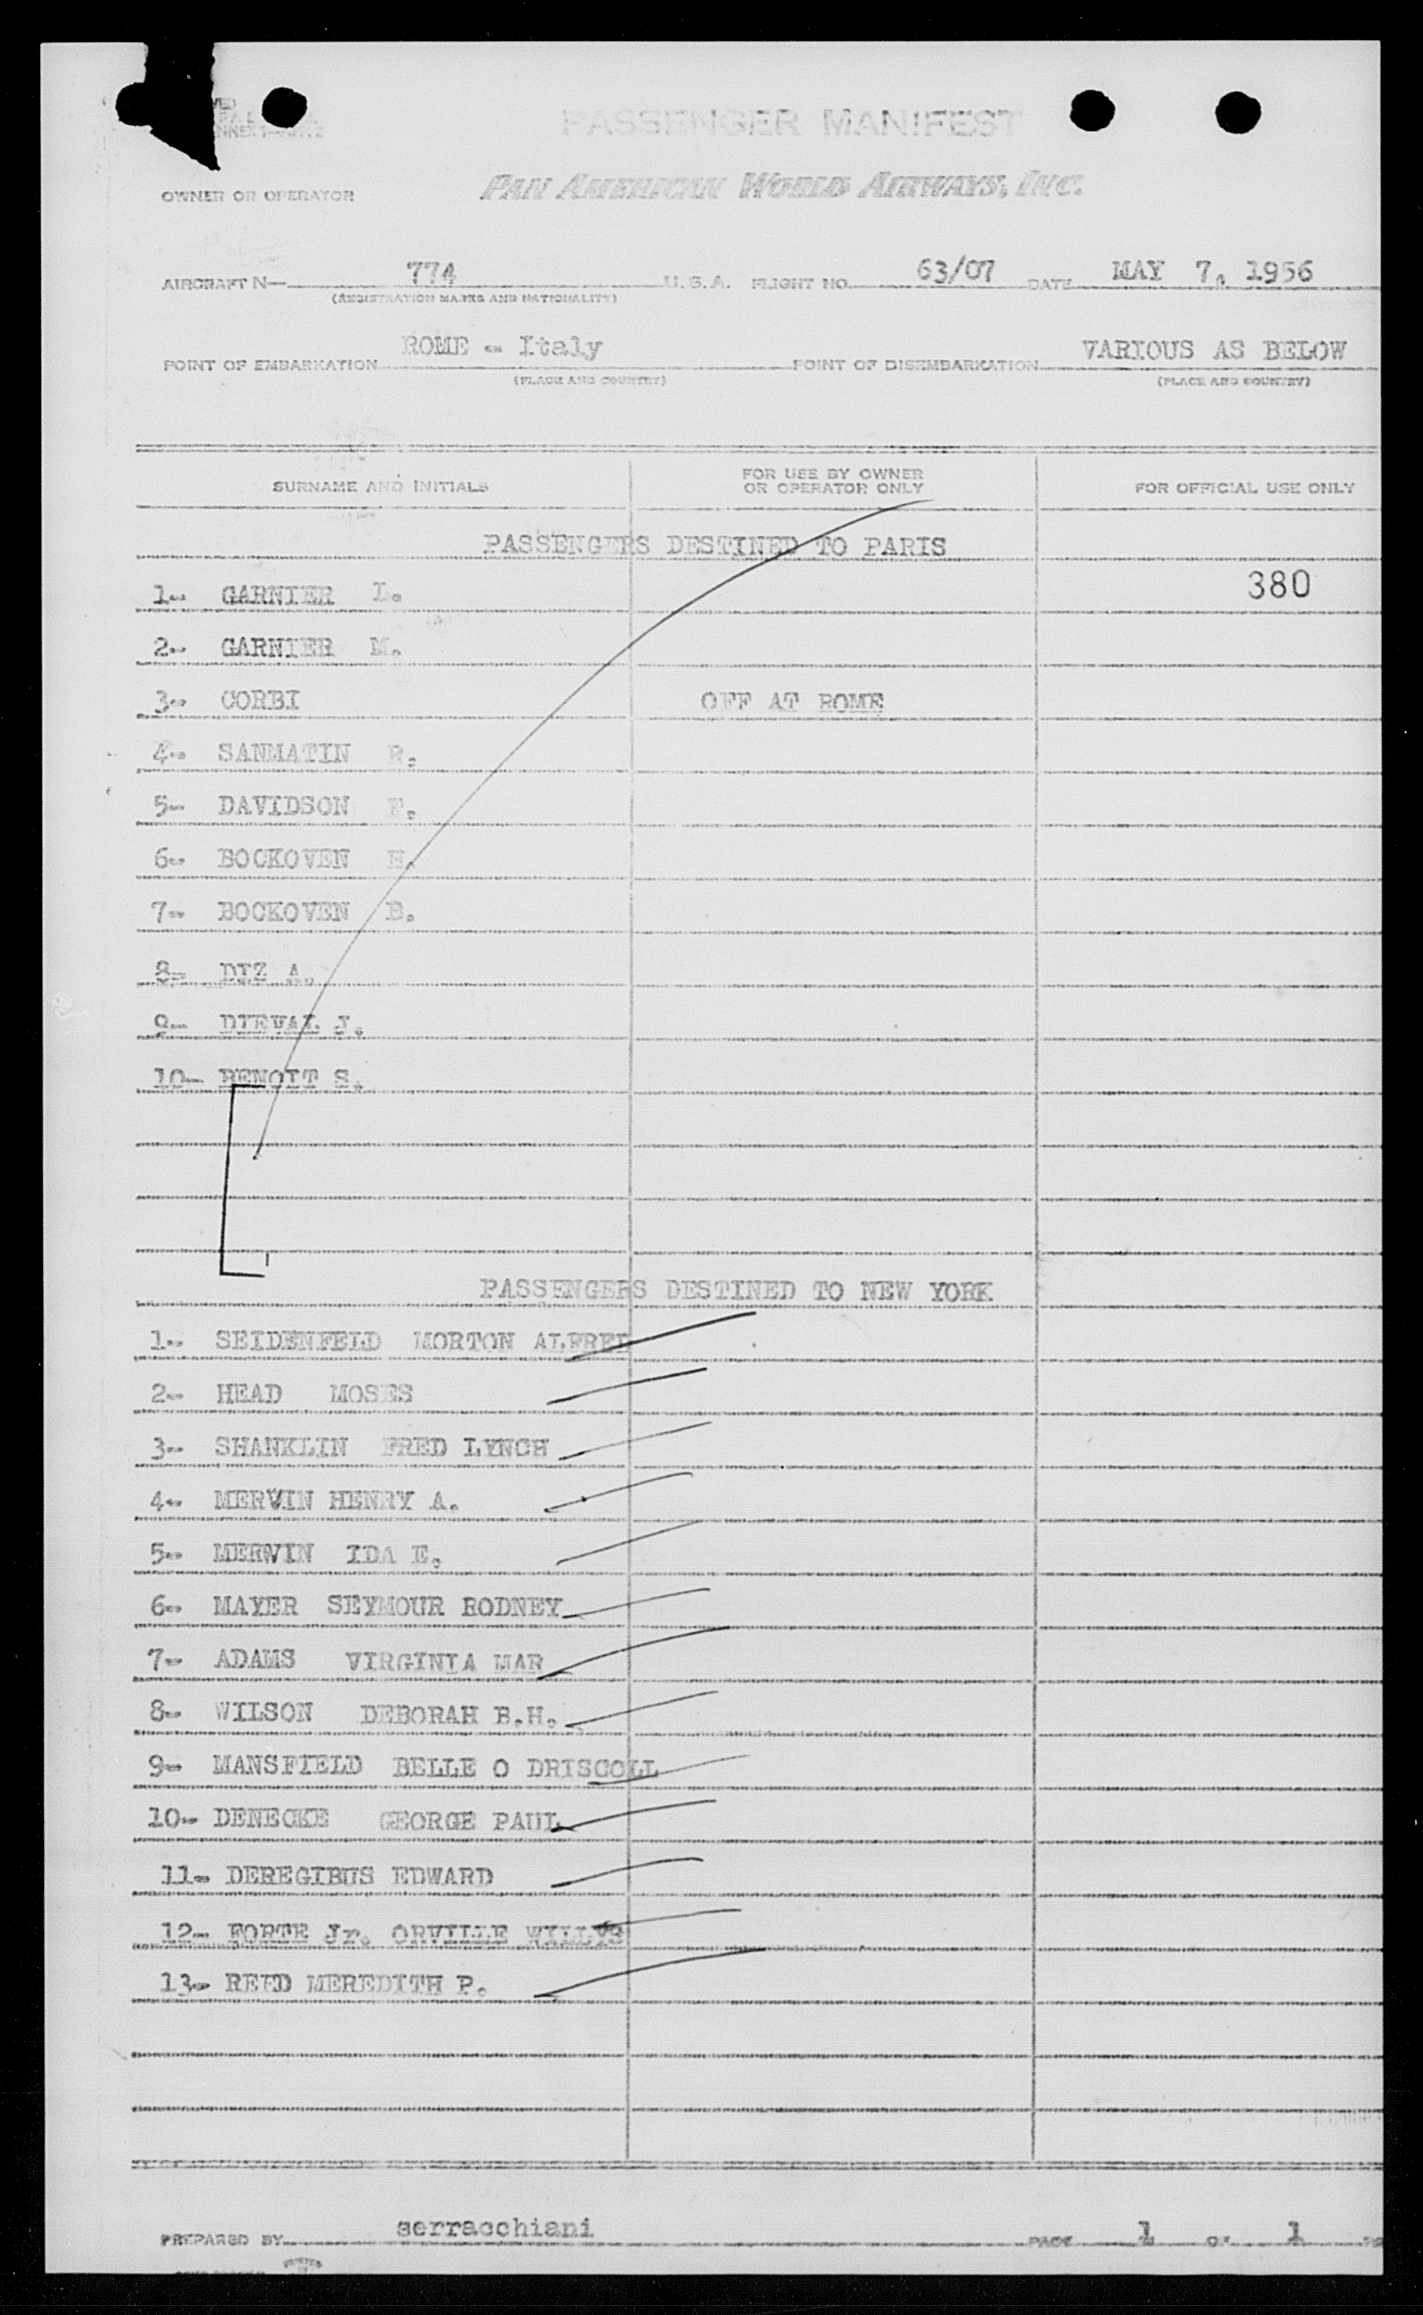 PASSENGER MANIFEST
OWNER OR OPERATOR PAN AMERICAN WORLD AIRWAYS, INC.
AIRCRAFT N— 774 U.S.A. FLIGHT NO. 63/07 DATE MAY 7, 1956
(REGISTRATION MARKS AND NATIONALITY)
POINT OF EMBARKATION ROME - Italy POINT OF DISEMBARKATION VARIOUS AS BELOW
(PLACE AND COUNTRY) (PLACE AND COUNTRY)
SURNAME AND INITIALS FOR USE BY OWNER OR OPERATOR ONLY FOR OFFICIAL USE ONLY
PASSENGERS DESTINED TO PARIS
1- GARNIER L. 380
2- GARNIER M.
3- CORBI OFF AT ROME
4- SANMATIN R.
5- DAVIDSON F.
6- BOCKOVEN E.
7- BOCKOVEN B.
8- DIZ A.
9- DIEVAL J.
10- BENOIT S.
PASSENGERS DESTINED TO NEW YORK
1- SEIDENFELD MORTON ALFRED
2- HEAD MOSES
3- SHANKLIN FRED LYNCH
4- MERWIN HENRY A.
5- MERWIN IDA E.
6- MAYER SEYMOUR RODNEY
7- ADAMS VIRGINIA MAR
8- WILSON DEBORAH B.H.
9- MANSFIELD BELLE O DRISCOLL
10- DENECKE GEORGE PAUL
11- DEREGIBUS EDWARD
12- FORTE Jr. ORVILLE WILLYS
13- REED MEREDITH P.
PREPARED BY serracchiani PAGE 1 OF 1